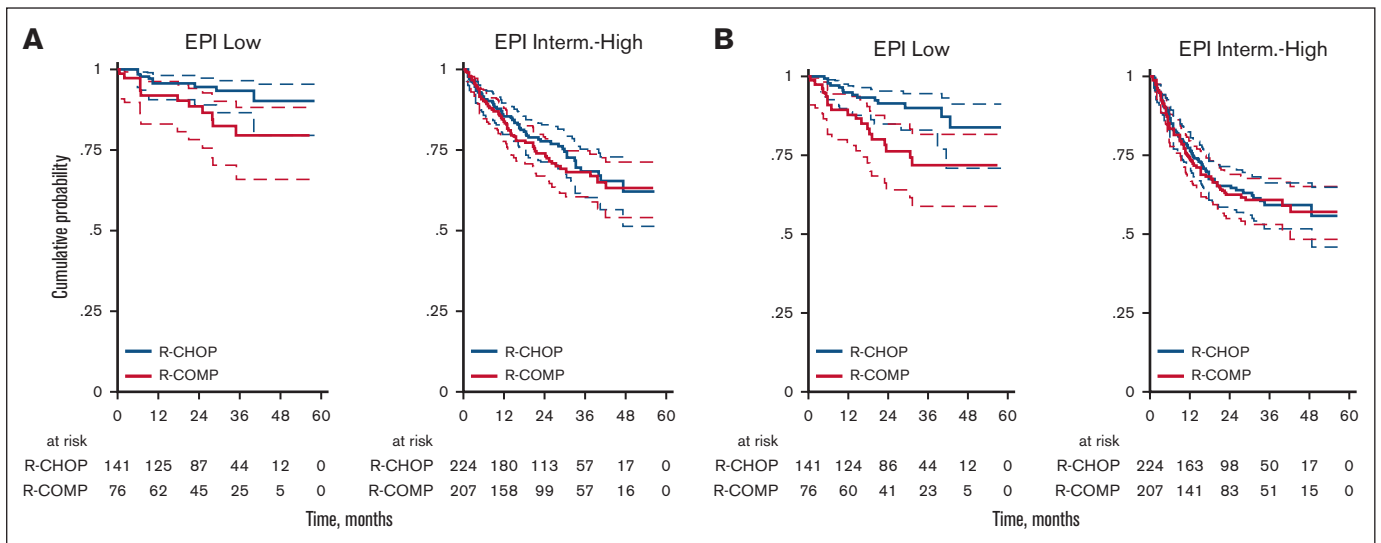 A
EPI Low
EPI Interm.-High
B
EPI Low
EPI Interm.-High
Cumulative probability
1
.75
.5
.25
0
R-CHOP
R-COMP
0 12 24 36 48 60
at risk
R-CHOP 141 125 87 44 12 0
R-COMP 76 62 45 25 5 0
1
.75
.5
.25
0
R-CHOP
R-COMP
0 12 24 36 48 60
at risk
R-CHOP 224 180 113 57 17 0
R-COMP 207 158 99 57 16 0
Time, months
1
.75
.5
.25
0
R-CHOP
R-COMP
0 12 24 36 48 60
at risk
R-CHOP 141 124 86 44 12 0
R-COMP 76 60 41 23 5 0
1
.75
.5
.25
0
R-CHOP
R-COMP
0 12 24 36 48 60
at risk
R-CHOP 224 163 98 50 17 0
R-COMP 207 141 83 51 15 0
Time, months